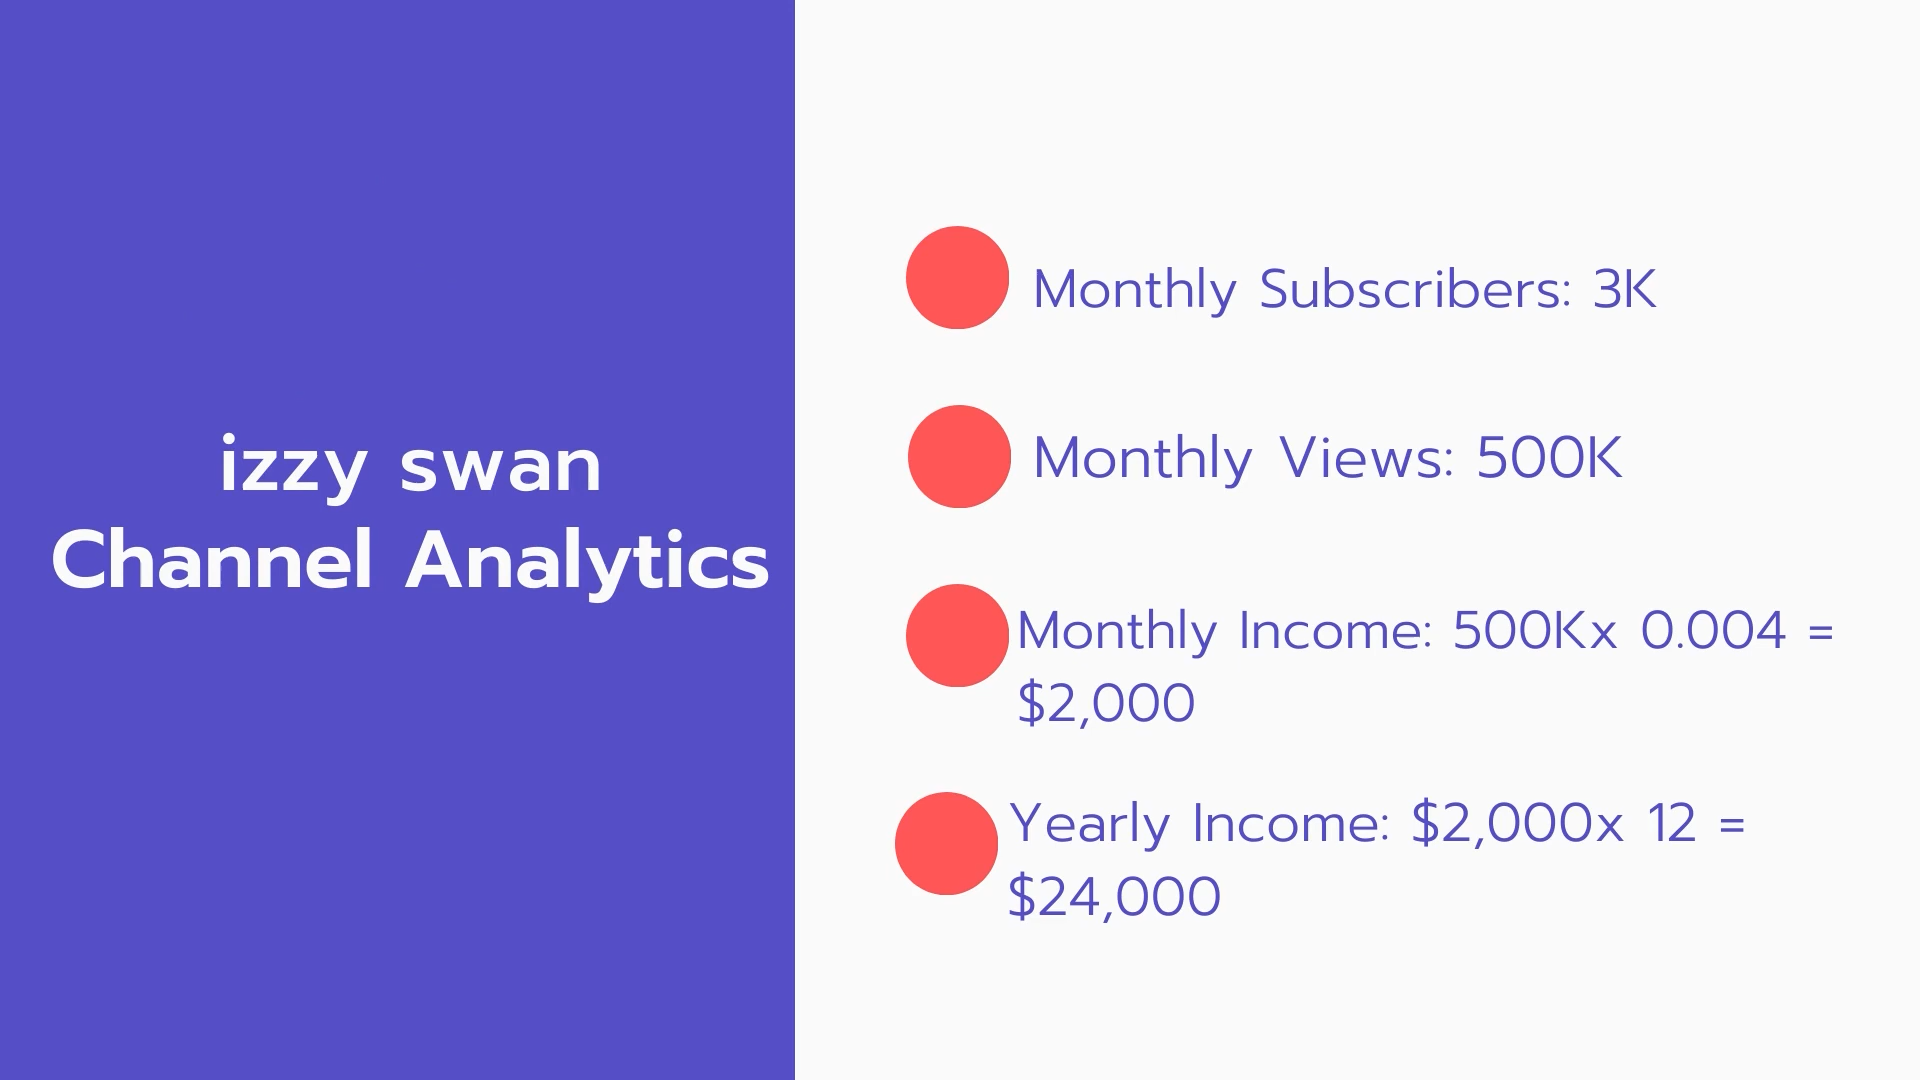 izzy swan
Channel Analytics
Monthly Subscribers: 3K
Monthly Views: 500K
Monthly Income: 500Kx 0.004 =
$2,000
Yearly Income: $2,000x 12 =
$24,000